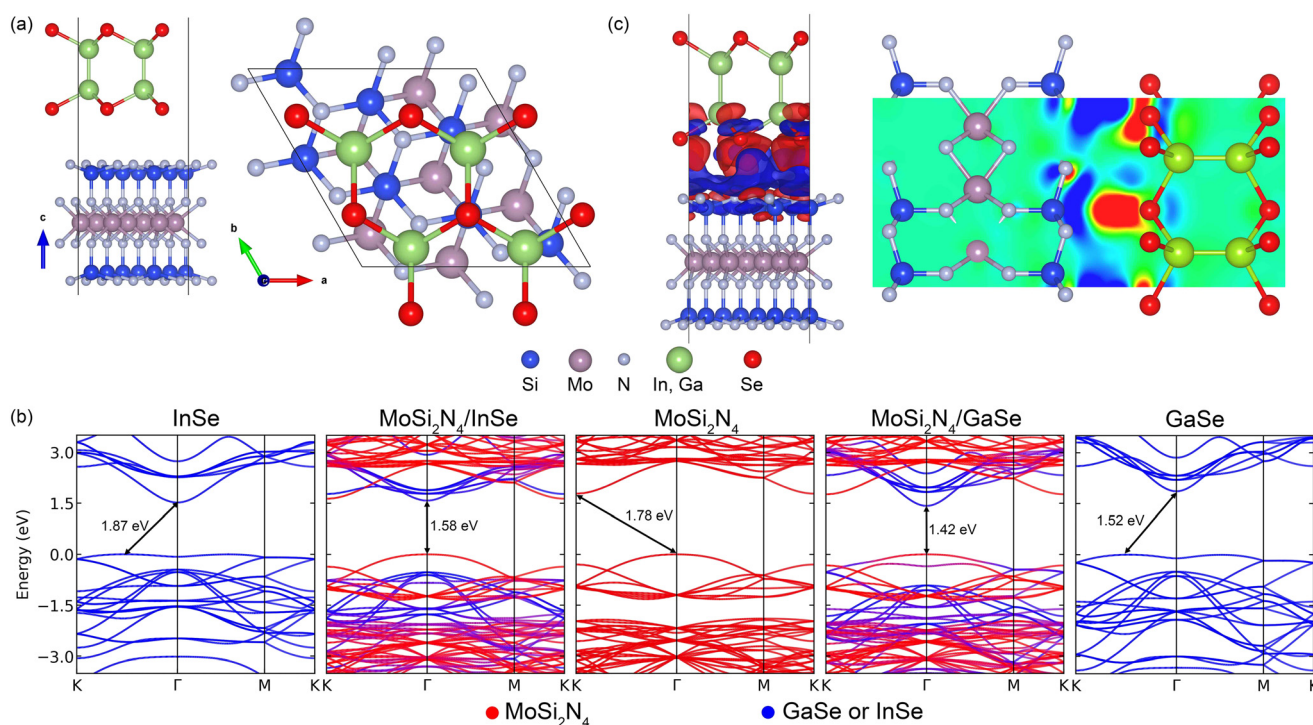 (a)
c
b
a
(c)
Si Mo N In, Ga Se
(b)
InSe MoSi₂N₄/InSe MoSi₂N₄ MoSi₂N₄/GaSe GaSe
Energy (eV)
3.0
1.5
0.0
−1.5
−3.0
1.87 eV
1.58 eV
1.78 eV
1.42 eV
1.52 eV
K Γ M K K Γ M K K Γ M K K Γ M K K Γ M K
MoSi₂N₄ GaSe or InSe